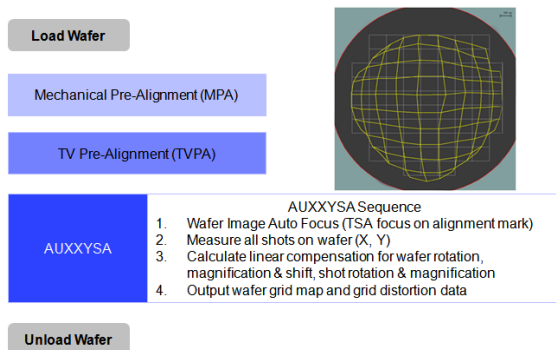 Load Wafer
Mechanical Pre-Alignment (MPA)
TV Pre-Alignment (TVPA)
AUXXYSA
AUXXYSA Sequence
1. Wafer Image Auto Focus (TSA focus on alignment mark)
2. Measure all shots on wafer (X, Y)
3. Calculate linear compensation for wafer rotation,
magnification & shift, shot rotation & magnification
4. Output wafer grid map and grid distortion data
Unload Wafer